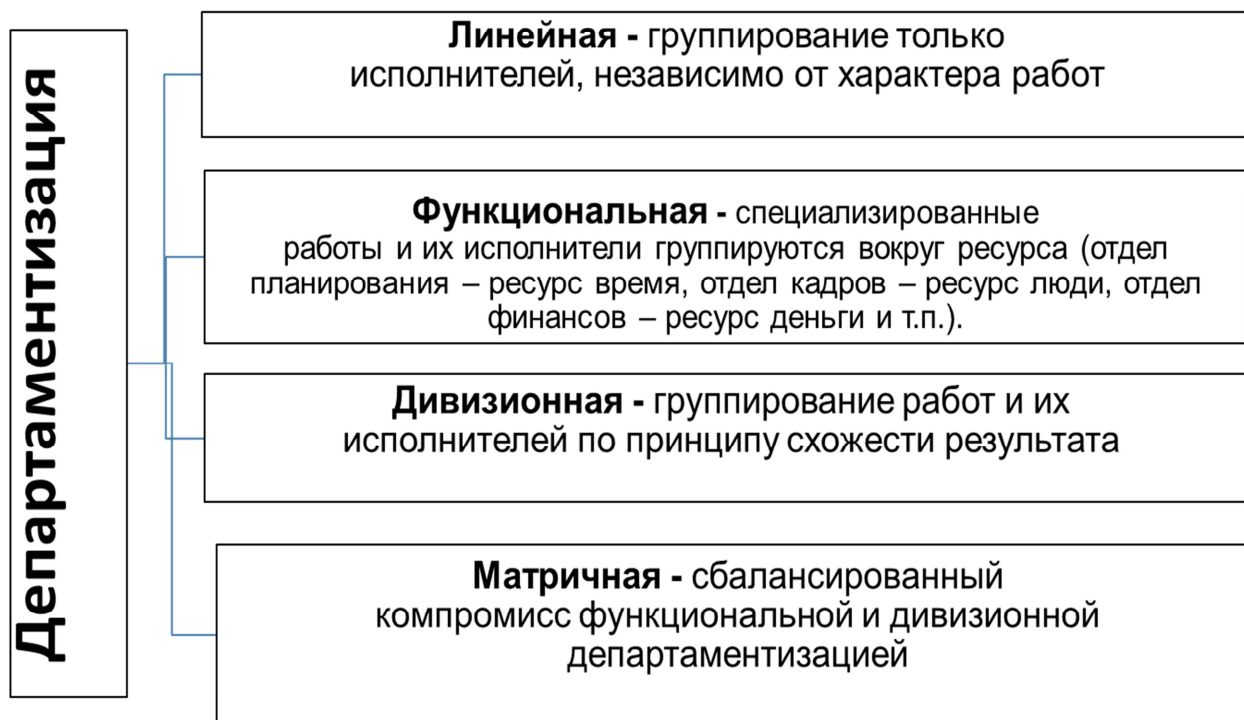 Департаментизация
Линейная - группирование только
исполнителей, независимо от характера работ
Функциональная - специализированные
работы и их исполнители группируются вокруг ресурса (отдел
планирования – ресурс время, отдел кадров – ресурс люди, отдел
финансов – ресурс деньги и т.п.).
Дивизионная - группирование работ и их
исполнителей по принципу схожести результата
Матричная - сбалансированный
компромисс функциональной и дивизионной
департаментизацией